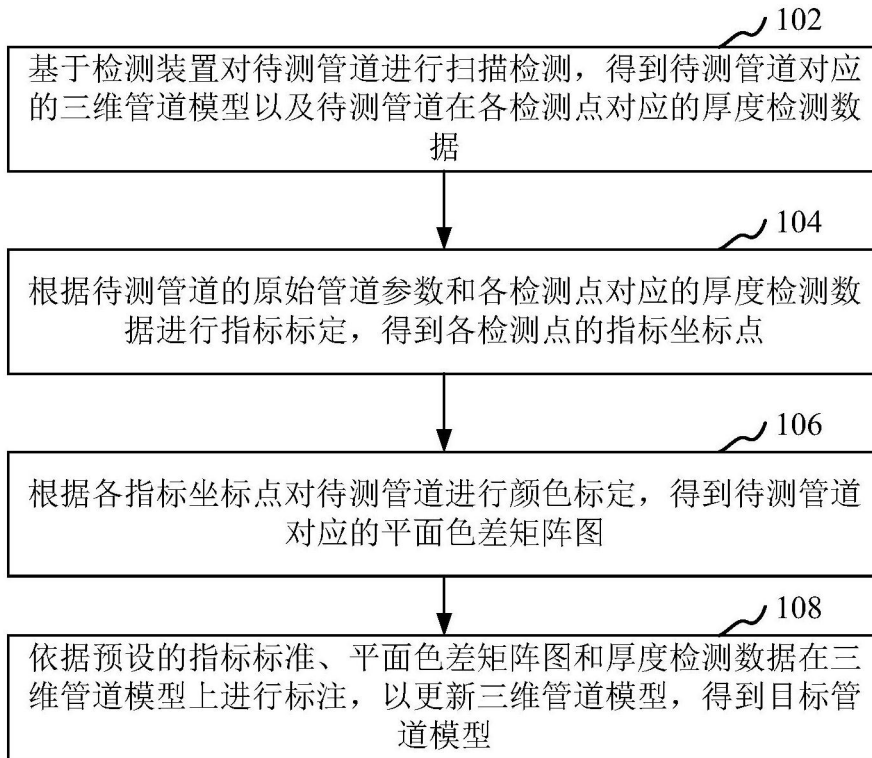 102
基于检测装置对待测管道进行扫描检测，得到待测管道对应
的三维管道模型以及待测管道在各检测点对应的厚度检测数
据
104
根据待测管道的原始管道参数和各检测点对应的厚度检测数
据进行指标标定，得到各检测点的指标坐标点
106
根据各指标坐标点对待测管道进行颜色标定，得到待测管道
对应的平面色差矩阵图
108
依据预设的指标标准、平面色差矩阵图和厚度检测数据在三
维管道模型上进行标注，以更新三维管道模型，得到目标管
道模型